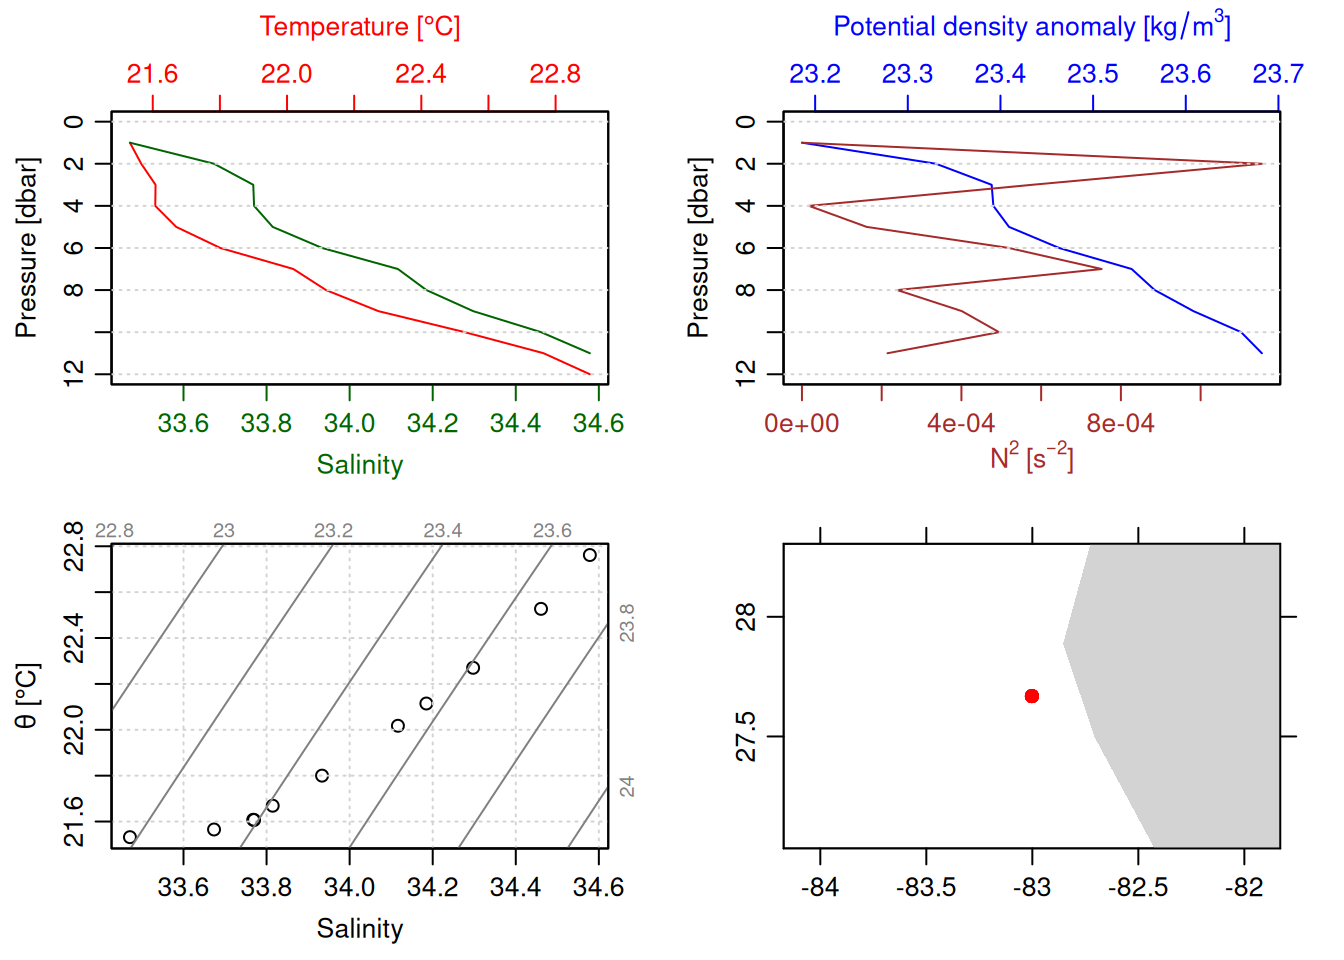 Temperature [°C]
21.6 22.0 22.4 22.8
Pressure [dbar]
0 2 4 6 8 12
33.6 33.8 34.0 34.2 34.4 34.6
Salinity
Potential density anomaly [kg/m³]
23.2 23.3 23.4 23.5 23.6 23.7
Pressure [dbar]
0 2 4 6 8 12
0e+00 4e-04 8e-04
N² [s⁻²]
22.8 23 23.2 23.4 23.6
23.8
24
θ [°C]
22.8 22.4 22.0 21.6
33.6 33.8 34.0 34.2 34.4 34.6
Salinity
28
27.5
-84 -83.5 -83 -82.5 -82